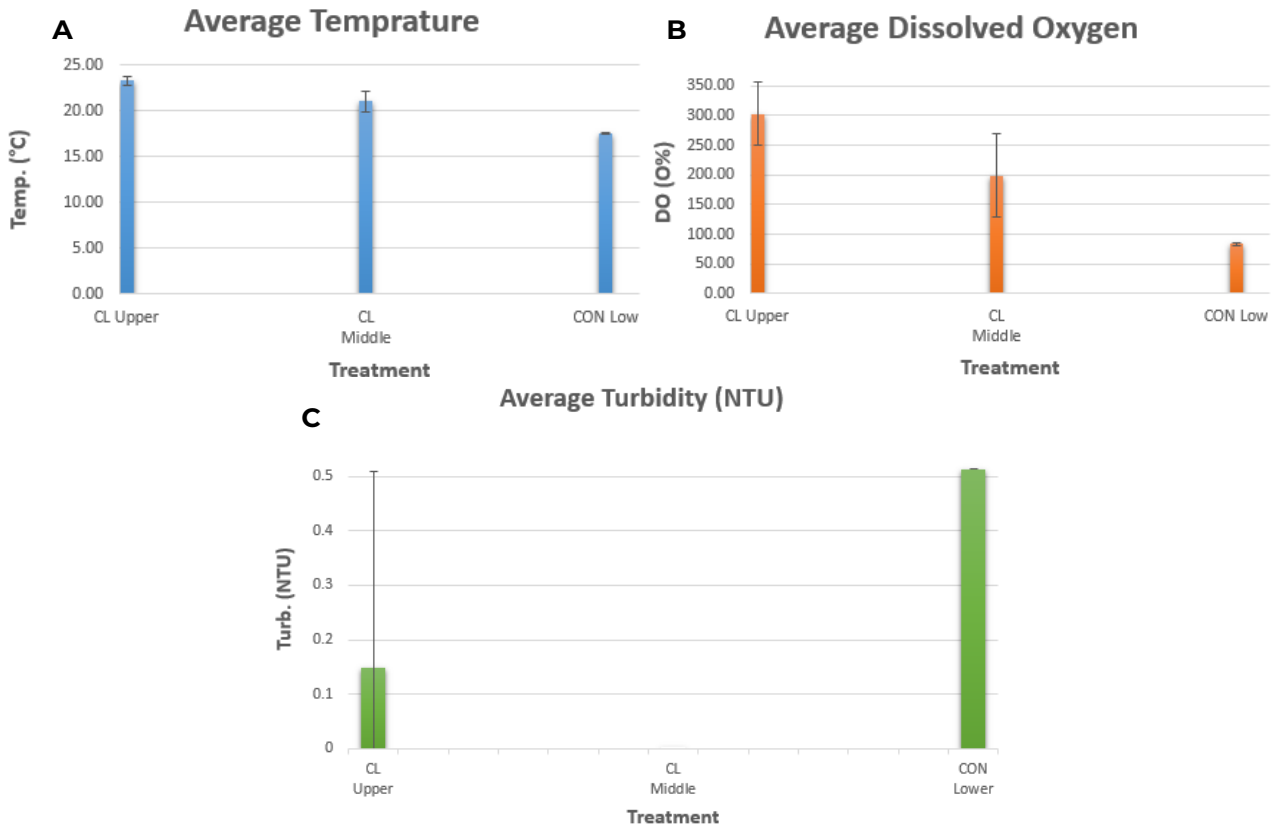 A
Average Temprature
25.00
20.00
15.00
10.00
5.00
0.00
Temp. (°C)
CL Upper
CL
Middle
CON Low
Treatment
B
Average Dissolved Oxygen
350.00
300.00
250.00
200.00
150.00
100.00
50.00
0.00
DO (O%)
CL Upper
CL
Middle
CON Low
Treatment
C
Average Turbidity (NTU)
0.5
0.4
0.3
0.2
0.1
0
Turb. (NTU)
CL
Upper
CL
Middle
CON
Lower
Treatment